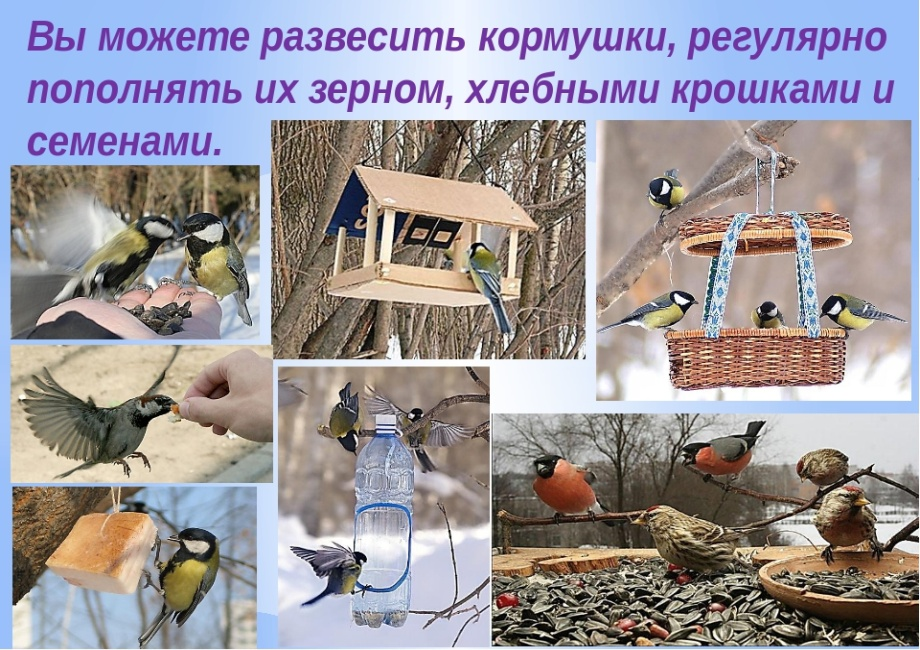 Вы можете развесить кормушки, регулярно
пополнять их зерном, хлебными крошками и
семенами.